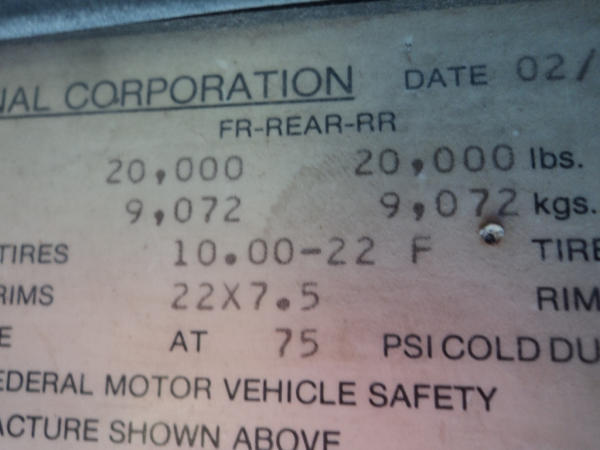 NAL CORPORATION DATE 02/
FR-REAR-RR
20,000 20,000 lbs.
9,072 9,072 kgs.
TIRES 10.00-22 F TIRE
RIMS 22X7.5 RIM
E AT 75 PSI COLD DU
EDERAL MOTOR VEHICLE SAFETY
ACTURE SHOWN ABOVE